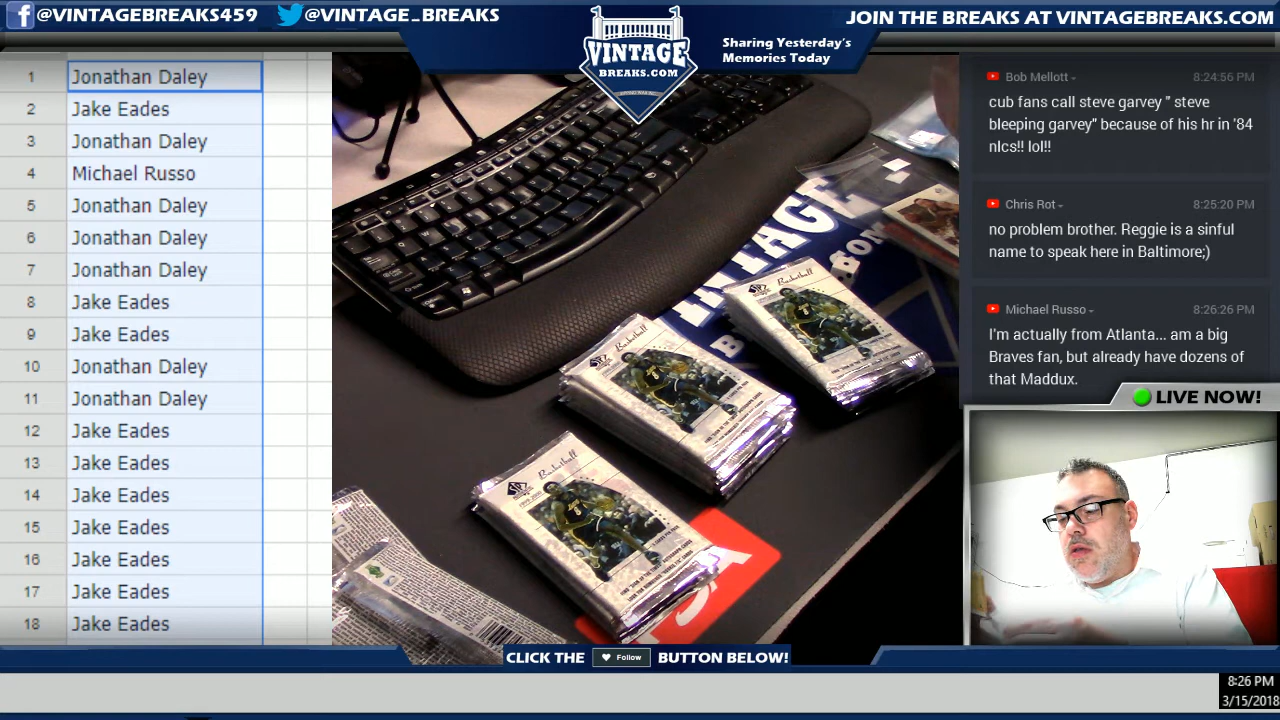 @VINTAGEBREAKS459
@VINTAGE_BREAKS
VINTAGE
BREAKS.COM
Sharing Yesterday's
Memories Today
JOIN THE BREAKS AT VINTAGEBREAKS.COM
1 Jonathan Daley
2 Jake Eades
3 Jonathan Daley
4 Michael Russo
5 Jonathan Daley
6 Jonathan Daley
7 Jonathan Daley
8 Jake Eades
9 Jake Eades
10 Jonathan Daley
11 Jonathan Daley
12 Jake Eades
13 Jake Eades
14 Jake Eades
15 Jake Eades
16 Jake Eades
17 Jake Eades
18 Jake Eades
VINTAGE
Basketball
Basketball
Basketball
Bob Mellott
8:24:56 PM
cub fans call steve garvey " steve
bleeping garvey" because of his hr in '84
nlcs!! lol!!
Chris Rot
8:25:20 PM
no problem brother. Reggie is a sinful
name to speak here in Baltimore;)
Michael Russo
8:26:26 PM
I'm actually from Atlanta... am a big
Braves fan, but already have dozens of
that Maddux.
LIVE NOW!
CLICK THE Follow BUTTON BELOW!
8:26 PM
3/15/2018